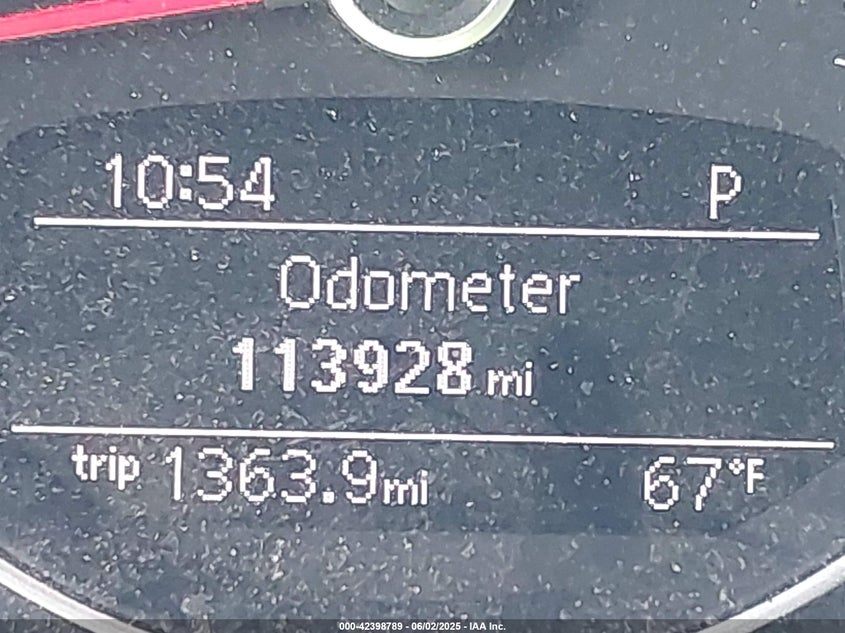 10:54 P
Odometer
113928 mi
trip 1363.9mi 67°F
000-42398789 - 06/02/2025 - IAA Inc.